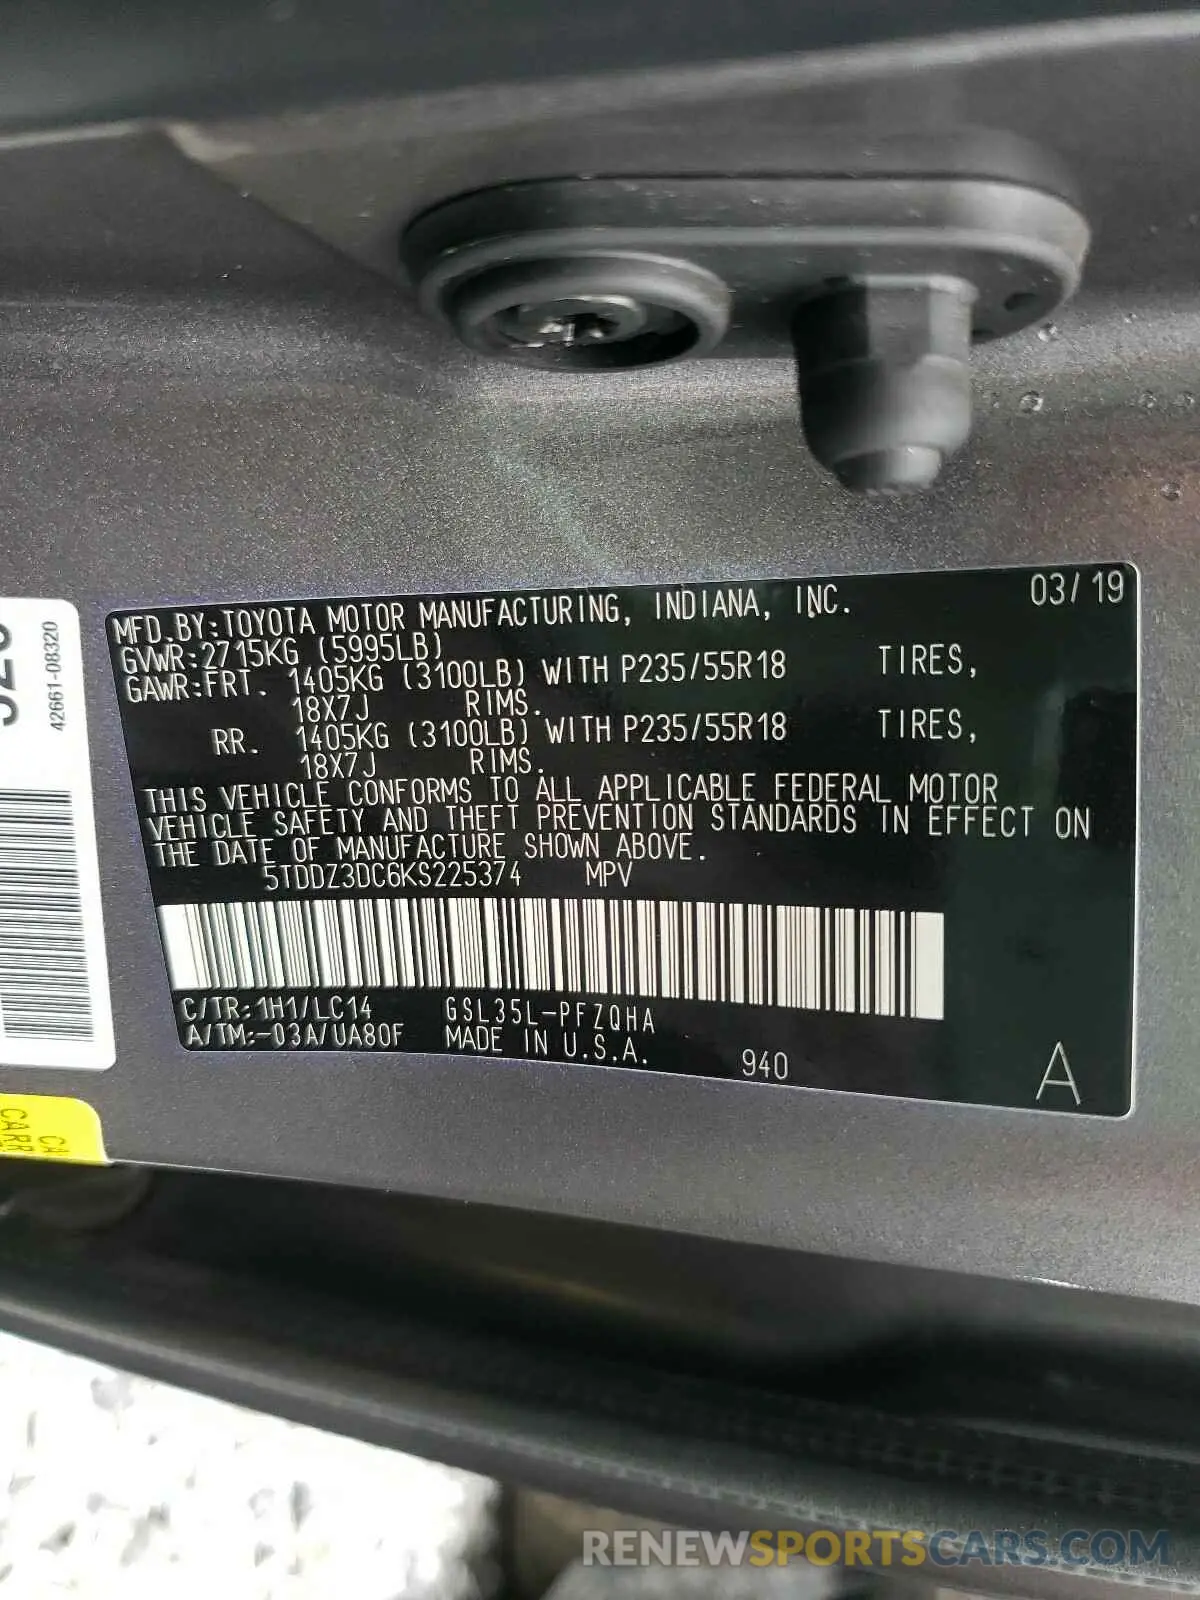 03/19
MFD.BY:TOYOTA MOTOR MANUFACTURING, INDIANA, INC.
GVWR:2715KG (5995LB)
GAWR:FRT. 1405KG (3100LB) WITH P235/55R18 TIRES,
18X7J RIMS.
RR. 1405KG (3100LB) WITH P235/55R18 TIRES,
18X7J RIMS.
THIS VEHICLE CONFORMS TO ALL APPLICABLE FEDERAL MOTOR
VEHICLE SAFETY AND THEFT PREVENTION STANDARDS IN EFFECT ON
THE DATE OF MANUFACTURE SHOWN ABOVE.
5TDDZ3DC6KS225374 MPV
C/TR:1H1/LC14 GSL35L-PFZQHA
A/TM:-03A/UA80F MADE IN U.S.A. 940
A
42661-08320
CA
CARR
RENEWSPORTSCARS.COM